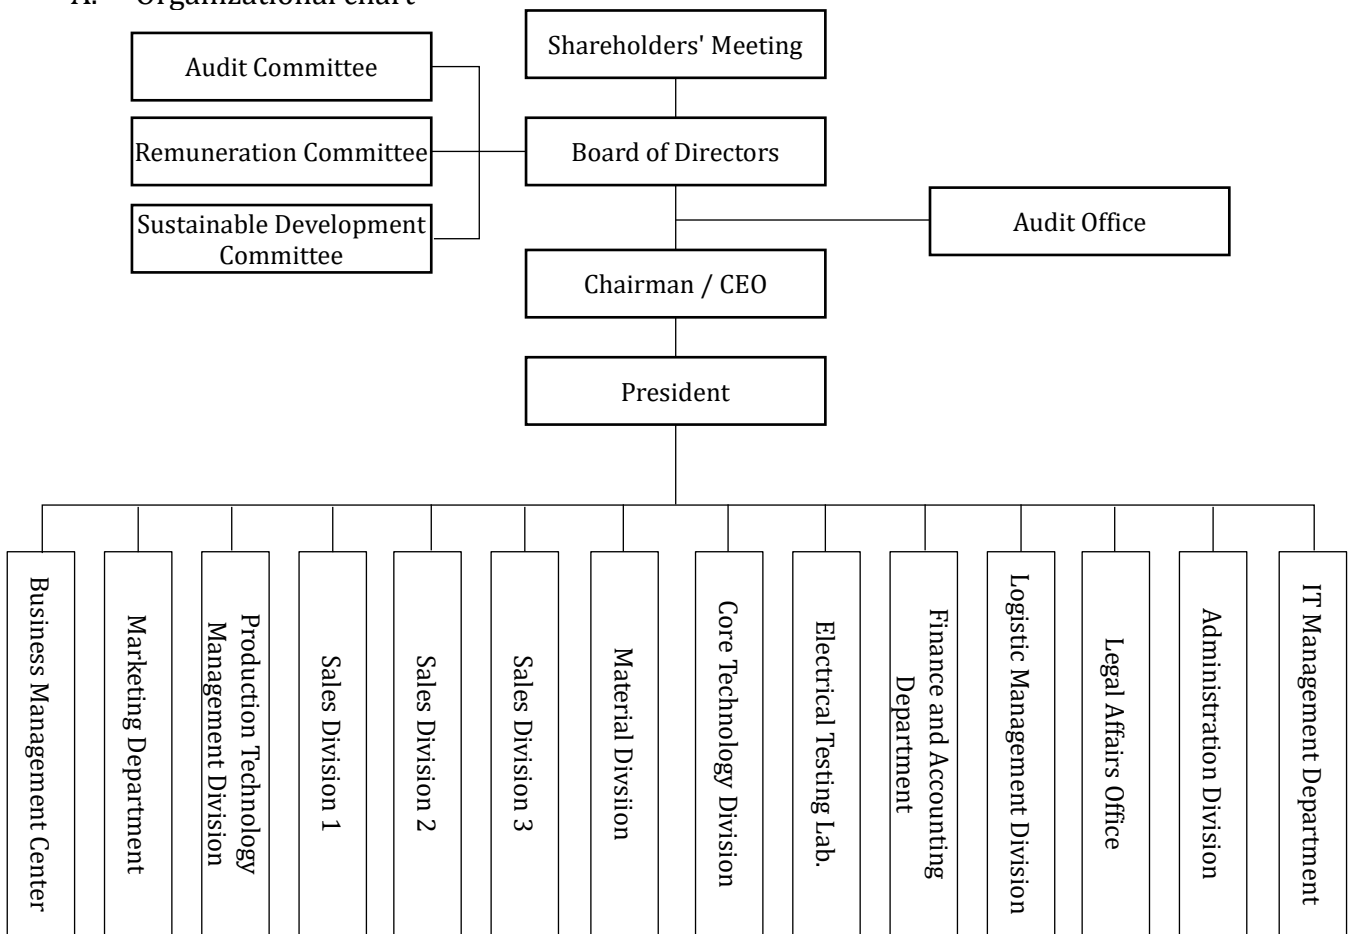 A. Organizational chart
Shareholders' Meeting
Audit Committee
Remuneration Committee
Board of Directors
Sustainable Development
Committee
Audit Office
Chairman / CEO
President
Business Management Center
Marketing Department
Production Technology
Management Division
Sales Division 1
Sales Division 2
Sales Division 3
Material Divsiion
Core Technology Division
Electrical Testing Lab.
Finance and Accounting
Department
Logistic Management Division
Legal Affairs Office
Administration Division
IT Management Department